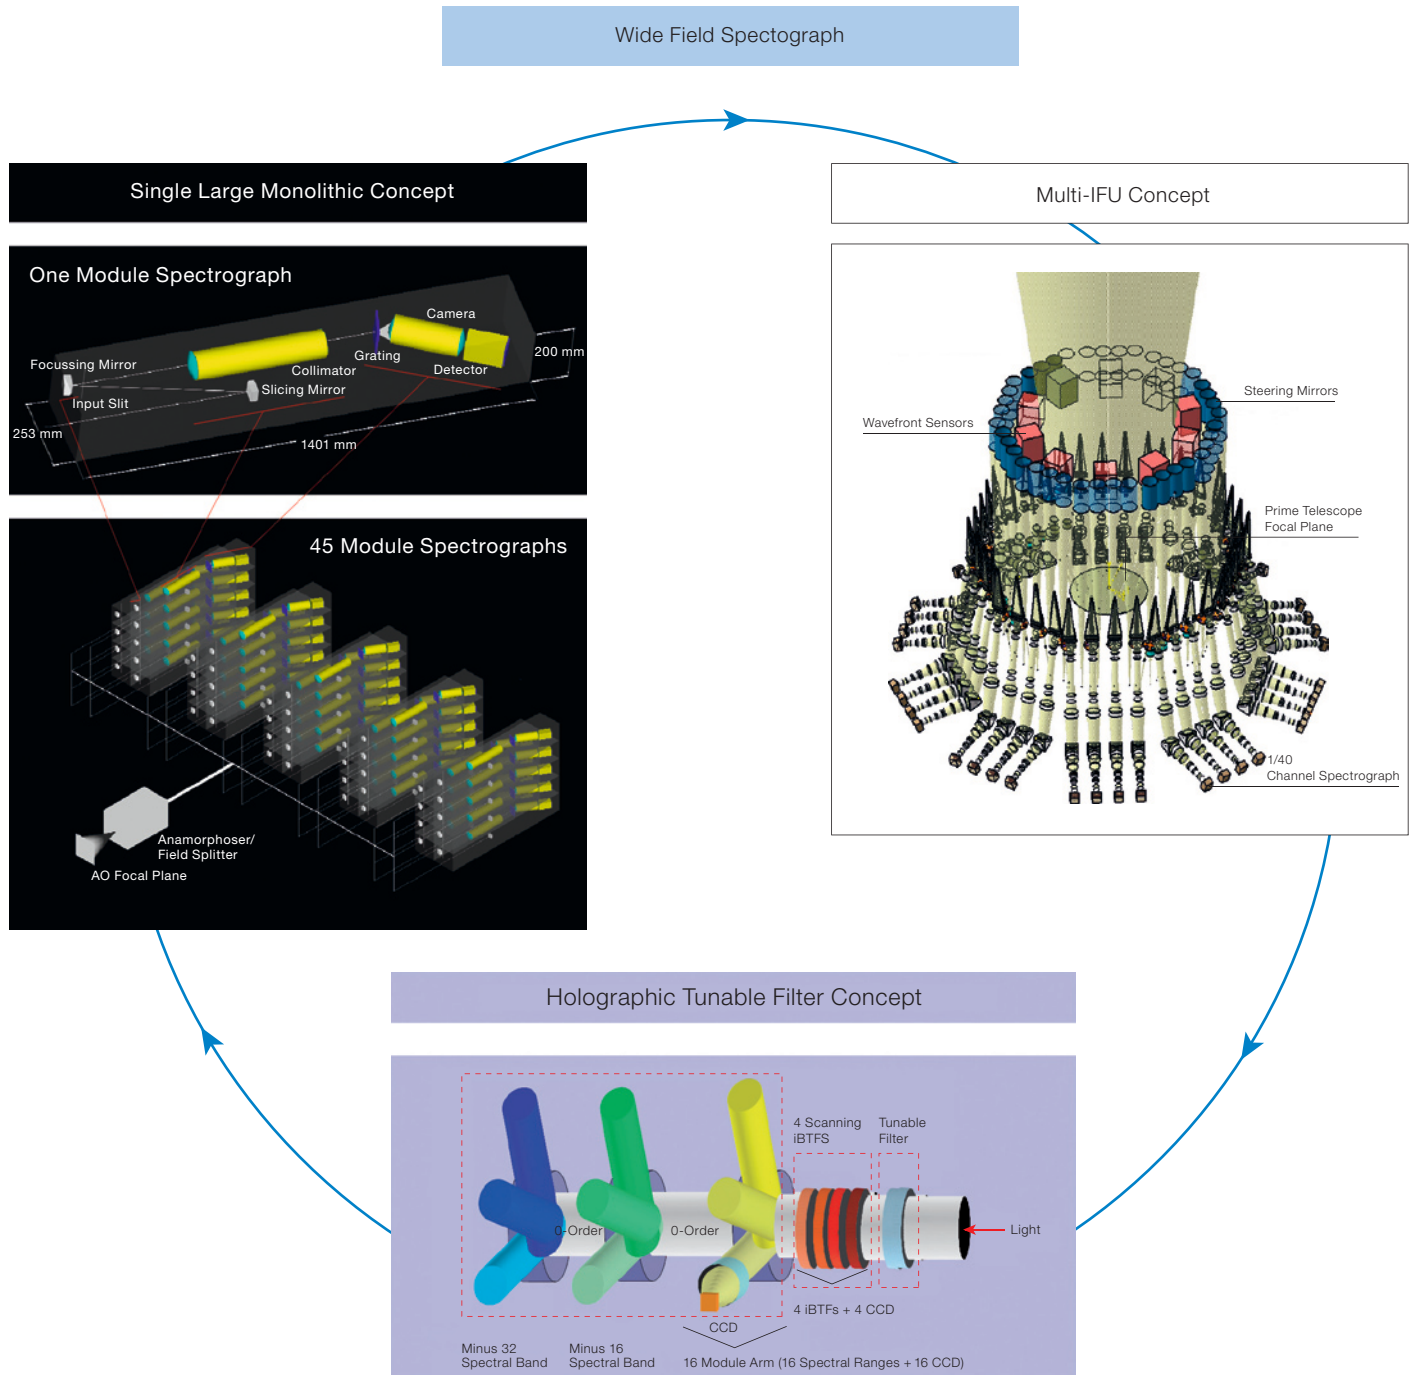 Wide Field Spectograph
Single Large Monolithic Concept
One Module Spectrograph
Camera
200 mm
Grating
Focussing Mirror
Collimator
Detector
Slicing Mirror
Input Slit
253 mm
1401 mm
45 Module Spectrographs
Anamorphoser/
Field Splitter
AO Focal Plane
Multi-IFU Concept
Steering Mirrors
Wavefront Sensors
Prime Telescope
Focal Plane
1/40
Channel Spectrograph
Holographic Tunable Filter Concept
4 Scanning
iBTFS
Tunable
Filter
0-Order
0-Order
Light
4 iBTFs + 4 CCD
CCD
Minus 32
Spectral Band
Minus 16
Spectral Band
16 Module Arm (16 Spectral Ranges + 16 CCD)